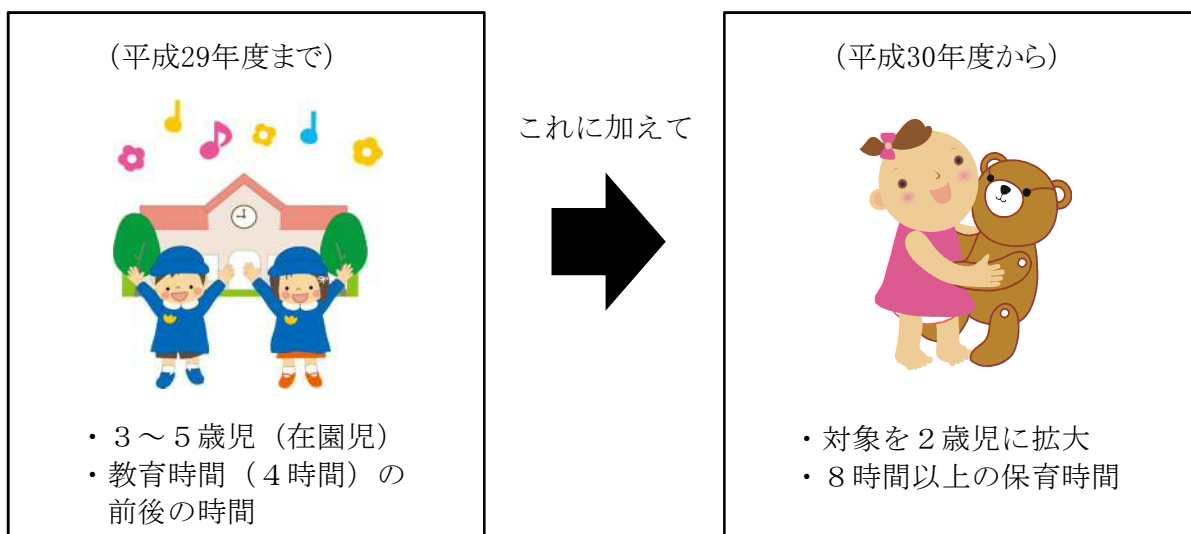 （平成29年度まで）
・３～５歳児（在園児）
・教育時間（４時間）の
前後の時間
これに加えて
（平成30年度から）
・対象を２歳児に拡大
・８時間以上の保育時間